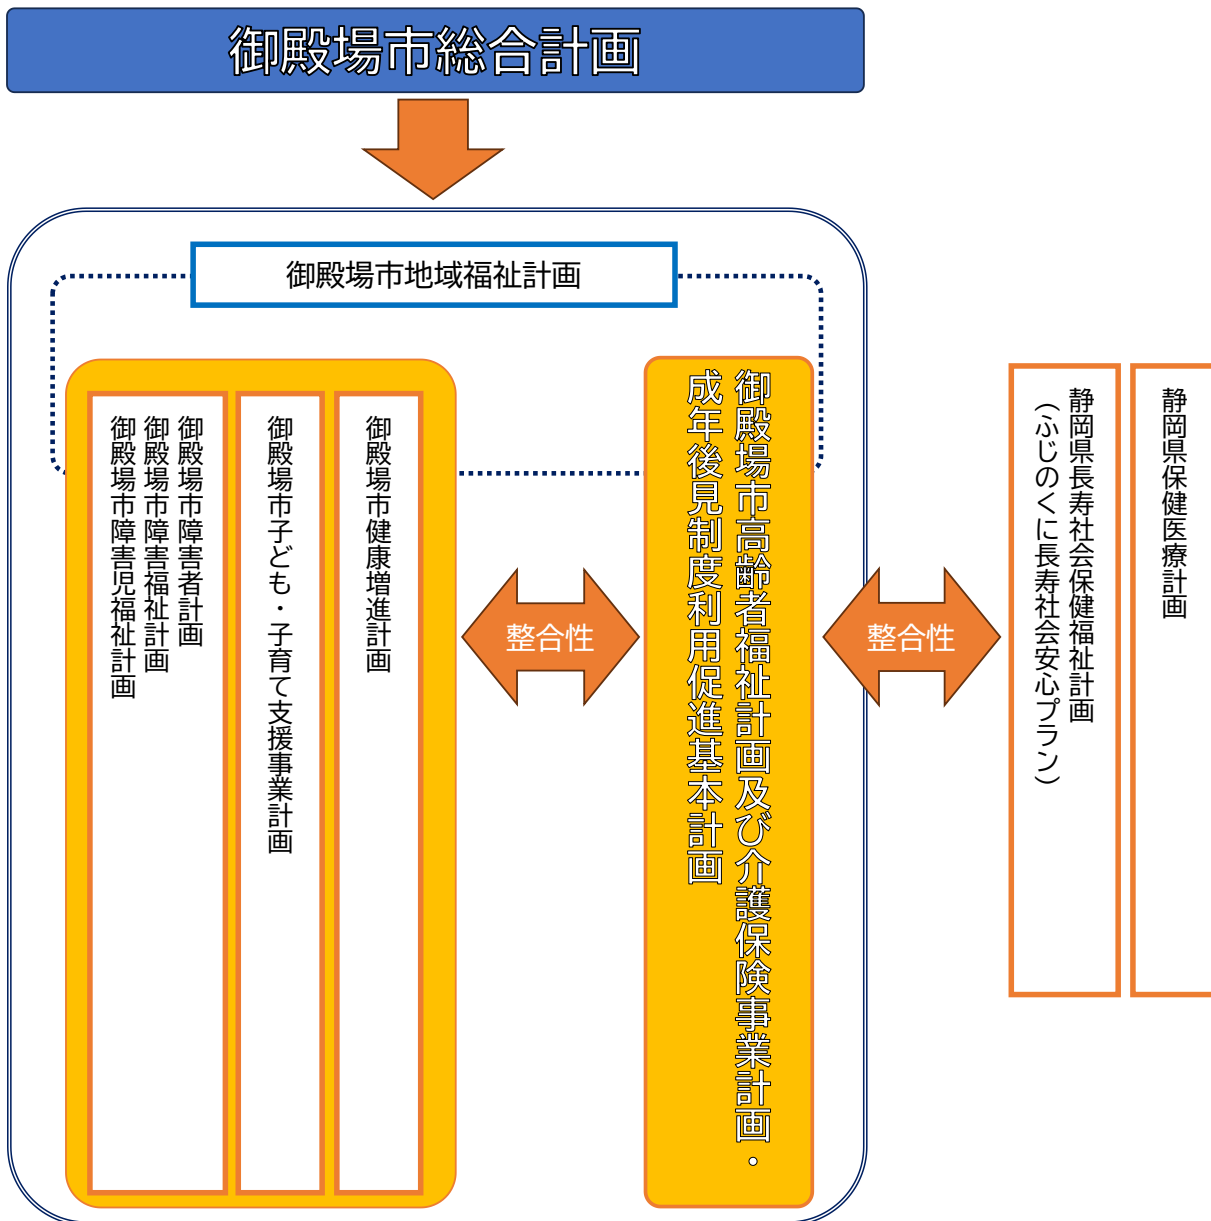 御殿場市総合計画
御殿場市地域福祉計画
御殿場市障害者計画
御殿場市障害福祉計画
御殿場市障害児福祉計画
御殿場市子ども・子育て支援事業計画
御殿場市健康増進計画
整合性
御殿場市高齢者福祉計画及び介護保険事業計画・
成年後見制度利用促進基本計画
整合性
静岡県長寿社会保健福祉計画
（ふじのくに長寿社会安心プラン）
静岡県保健医療計画